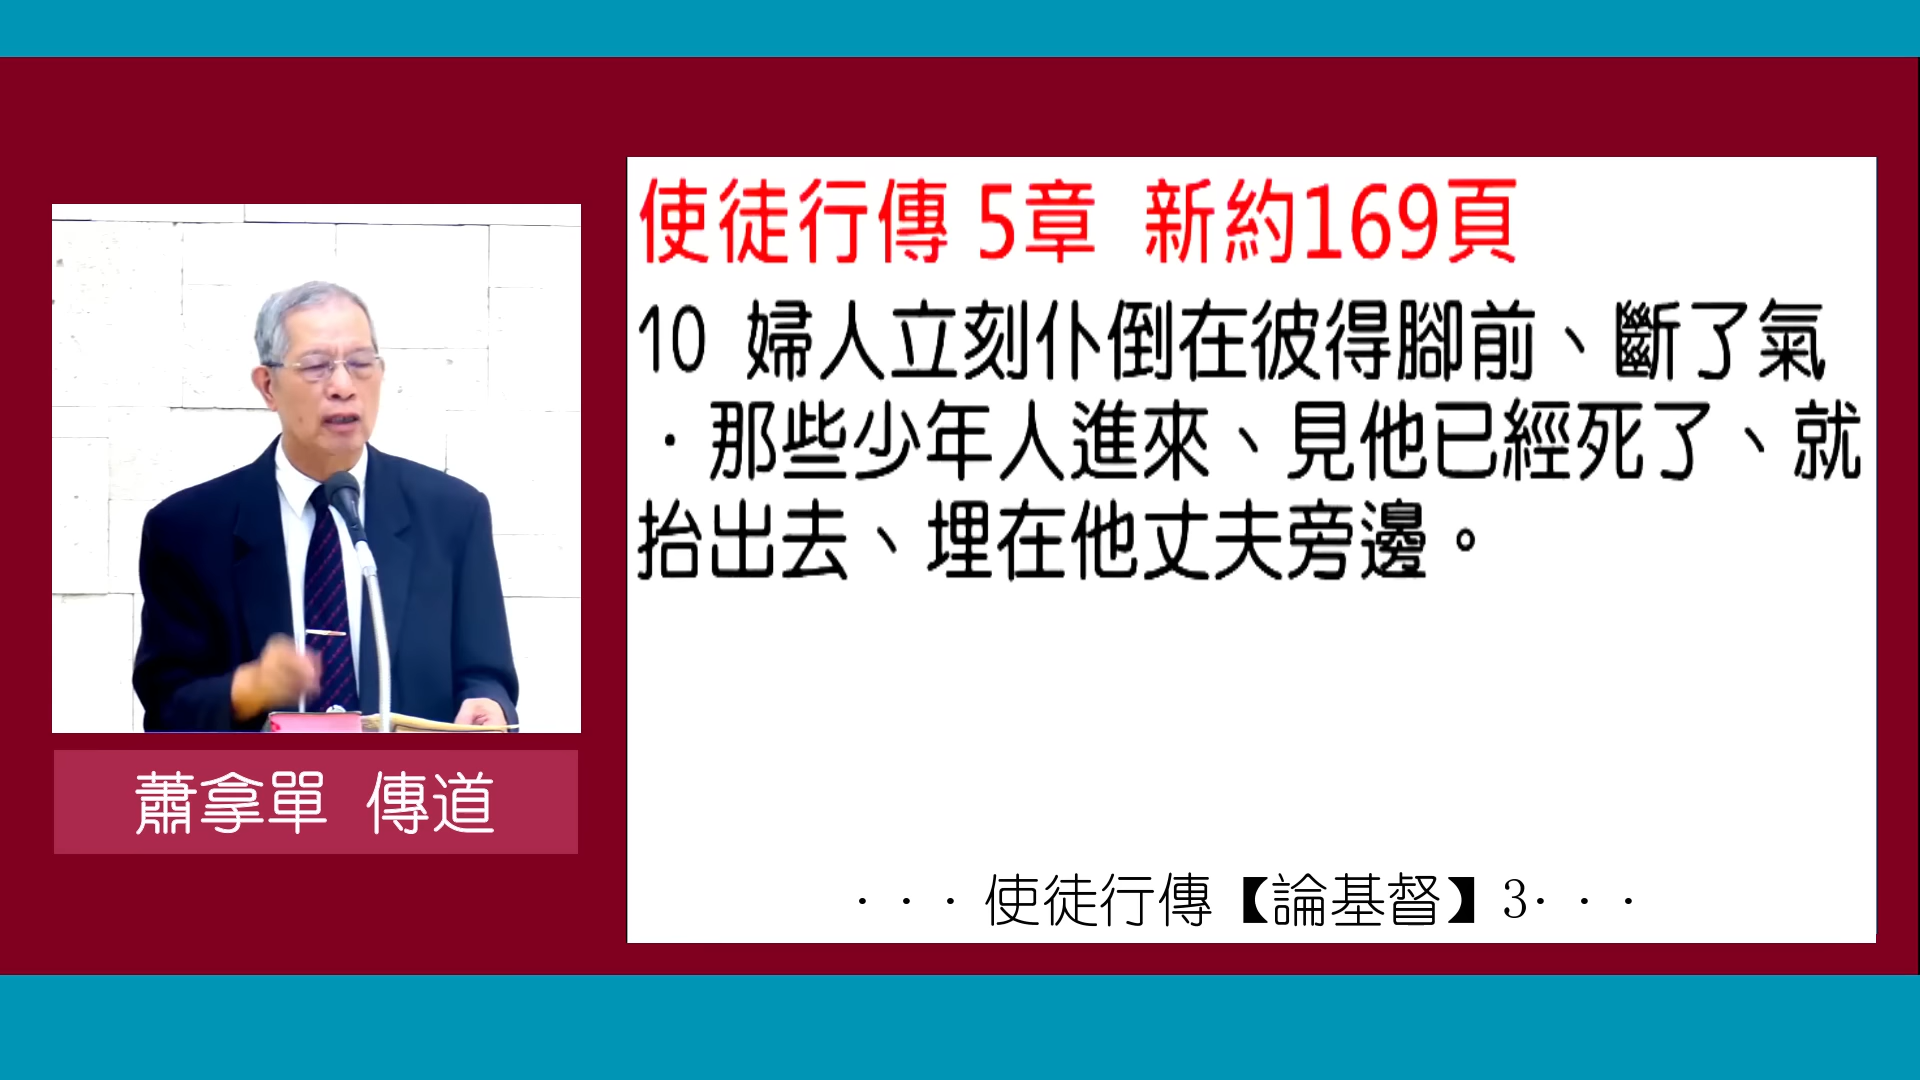 使徒行傳 5章 新約169頁
10 婦人立刻仆倒在彼得腳前、斷了氣
．那些少年人進來、見他已經死了、就
抬出去、埋在他丈夫旁邊。
蕭拿單 傳道
···使徒行傳【論基督】3···